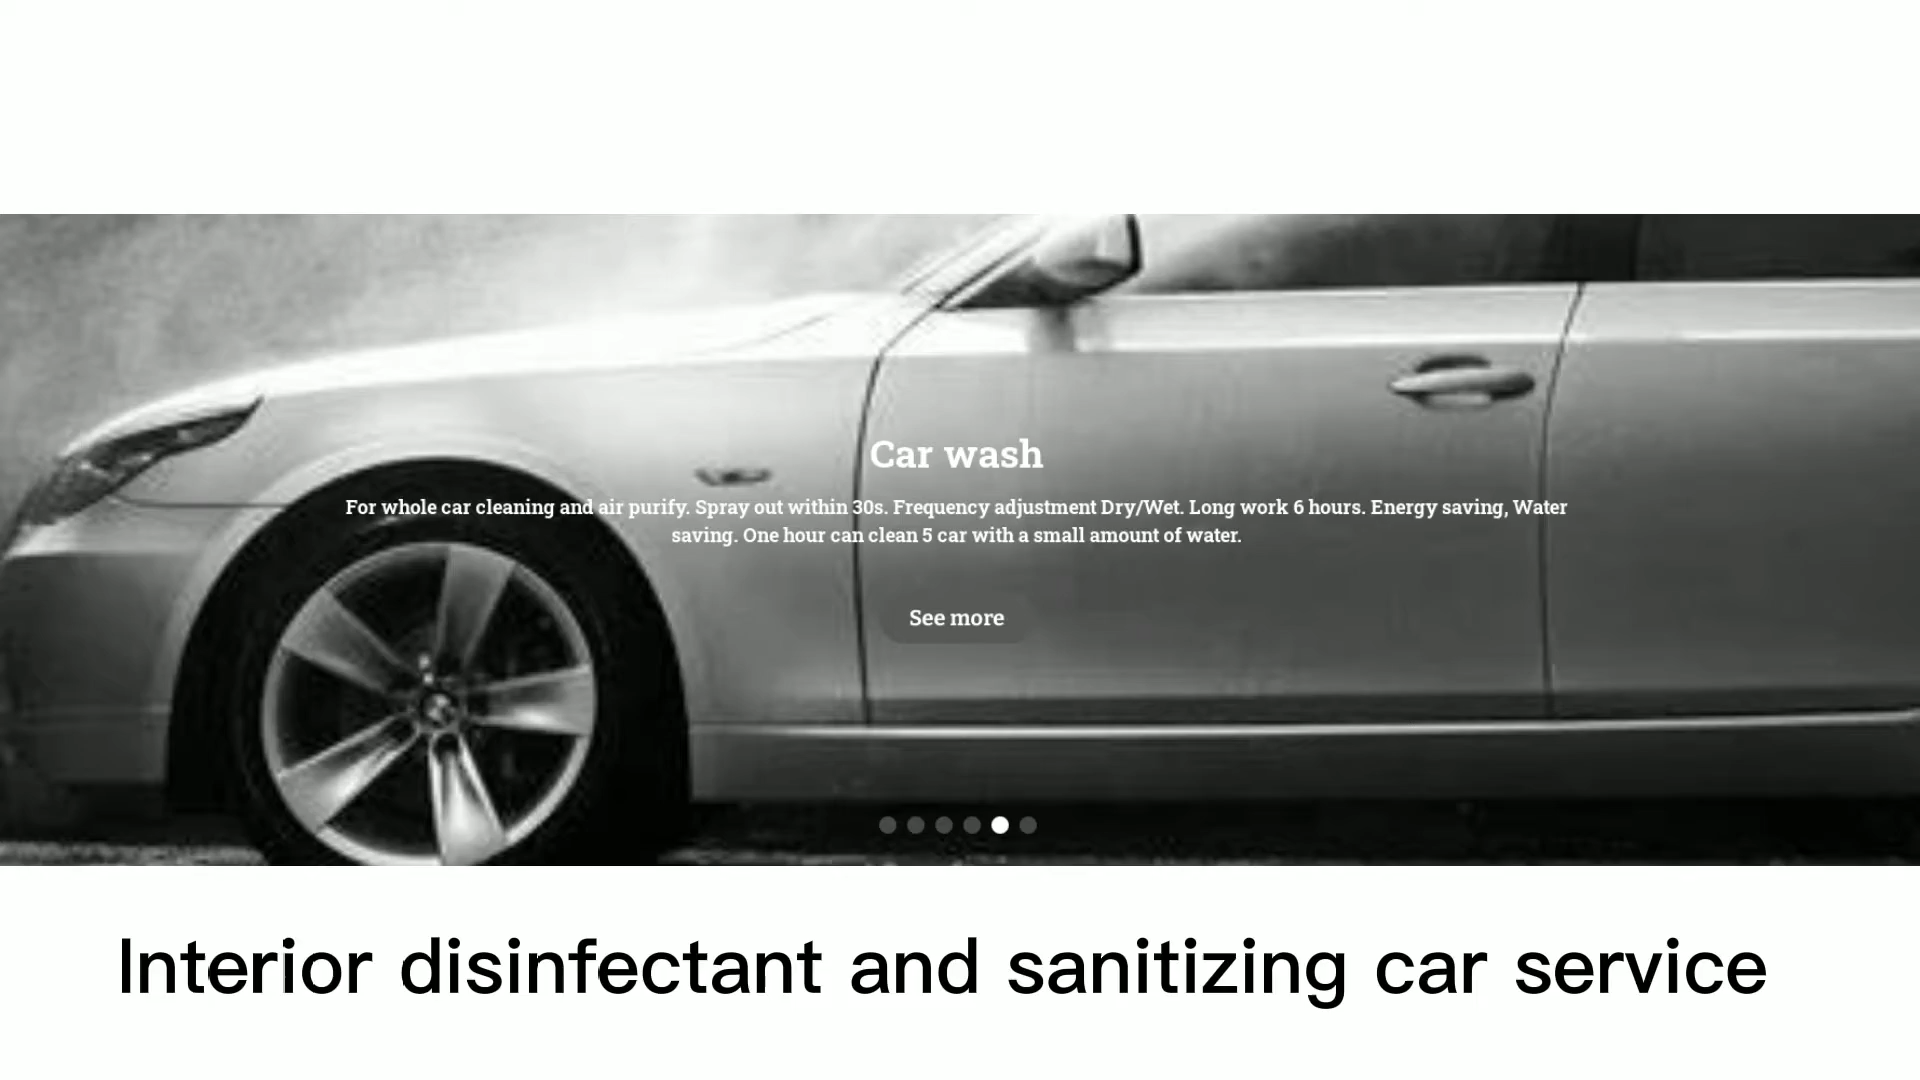 Car wash
For whole car cleaning and air purify. Spray out within 30s. Frequency adjustment Dry/Wet. Long work 6 hours. Energy saving, Water
saving. One hour can clean 5 car with a small amount of water.
See more
Interior disinfectant and sanitizing car service